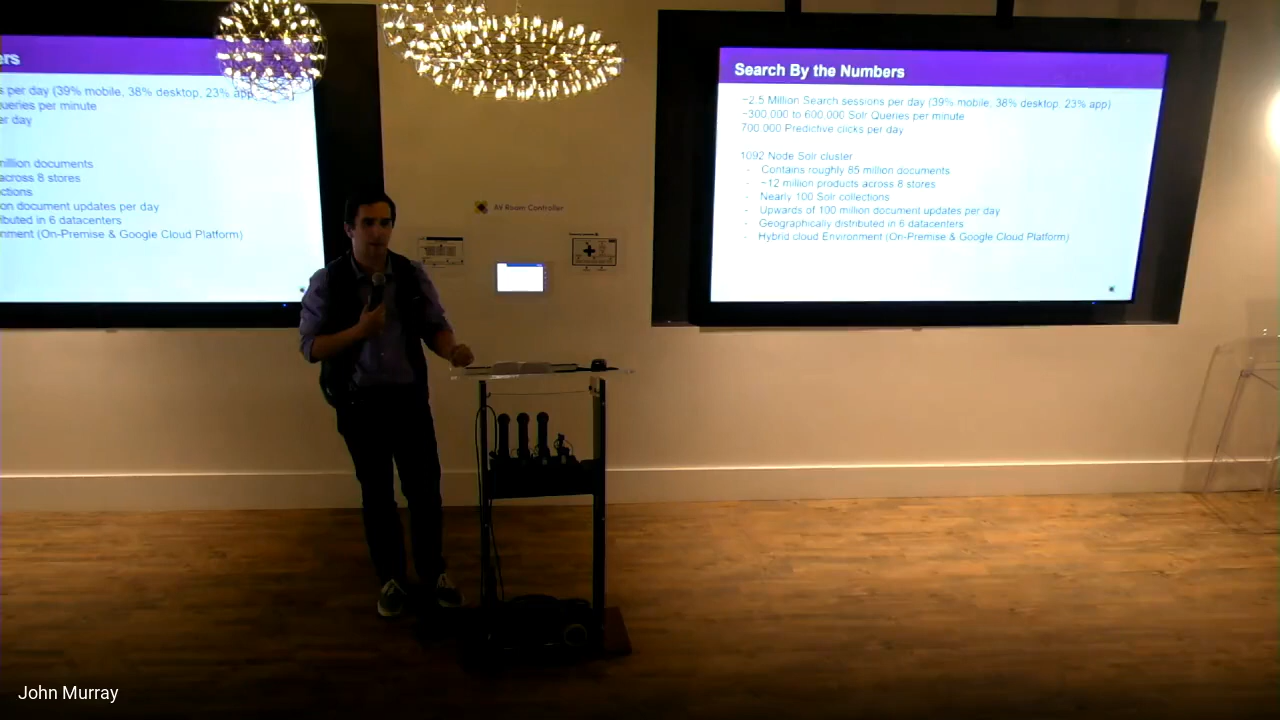 ers
s per day (39% mobile, 38% desktop, 23% app
ueries per minute
er day
million documents
across 8 stores
ctions
on document updates per day
ributed in 6 datacenters
nment (On-Premise & Google Cloud Platform)
AV Room Controller
Search By the Numbers
~2.5 Million Search sessions per day (39% mobile, 38% desktop, 23% app)
~300,000 to 600,000 Solr Queries per minute
700,000 Predictive clicks per day
1092 Node Solr cluster
- Contains roughly 85 million documents
- ~12 million products across 8 stores
- Nearly 100 Solr collections
- Upwards of 100 million document updates per day
- Geographically distributed in 6 datacenters
- Hybrid cloud Environment (On-Premise & Google Cloud Platform)
John Murray